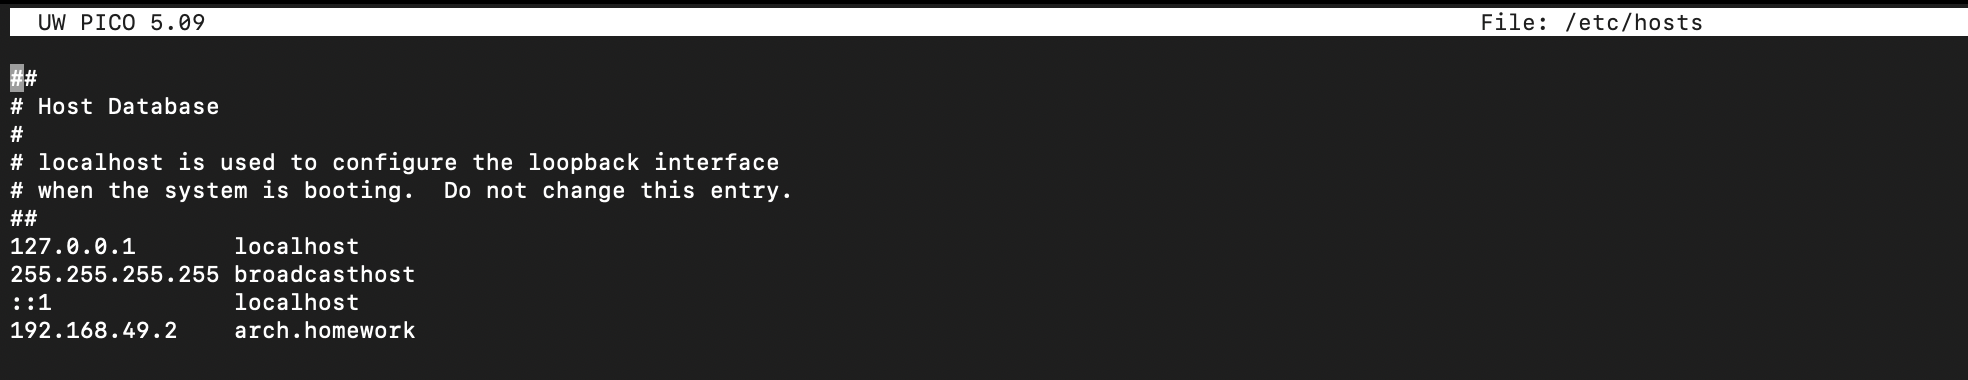 UW PICO 5.09 File: /etc/hosts
##
# Host Database
#
# localhost is used to configure the loopback interface
# when the system is booting.  Do not change this entry.
##
127.0.0.1       localhost
255.255.255.255 broadcasthost
::1             localhost
192.168.49.2    arch.homework